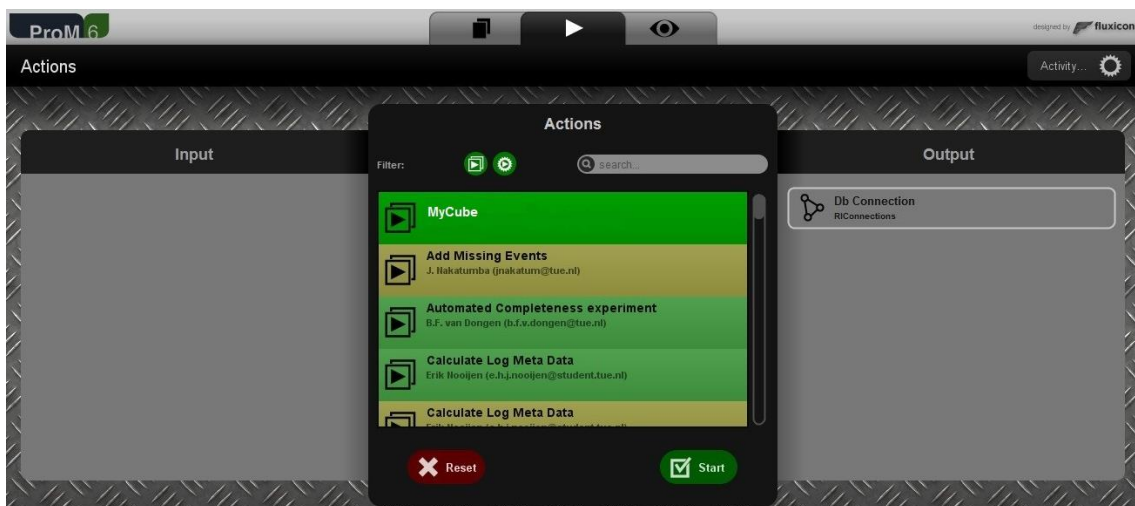 ProM 6
designed by fluxicon
Actions
Activity...
Input
Actions
Output
Filter:
search...
MyCube
Add Missing Events
J. Nakatumba (jnakatum@tue.nl)
Automated Completeness experiment
B.F. van Dongen (b.f.v.dongen@tue.nl)
Calculate Log Meta Data
Erik Nooijen (e.h.j.nooijen@student.tue.nl)
Calculate Log Meta Data
Db Connection
RIConnections
Reset
Start